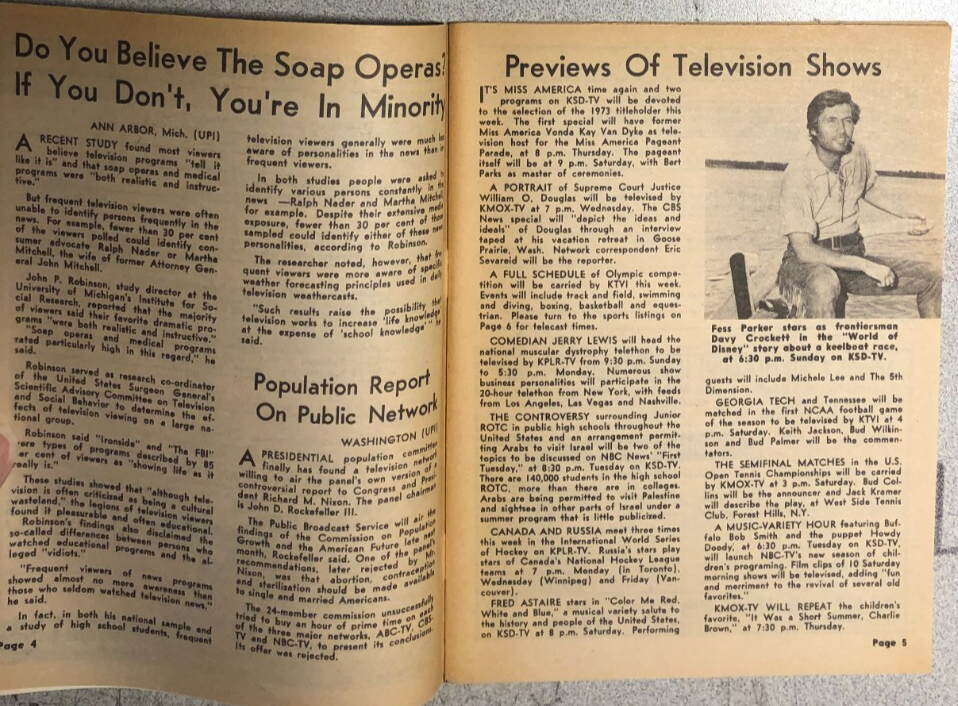 Do You Believe The Soap Operas?
If You Don't, You're In Minority
ANN ARBOR, Mich. (UPI)
A RECENT STUDY found most viewers
believe television programs "tell it
like it is" and that soap operas and medical
programs were "both realistic and instruc-
tive."
But frequent television viewers were often
unable to identify persons frequently in the
news. For example, fewer than 30 per cent
of the viewers polled could identify con-
sumer advocate Ralph Nader or Martha
Mitchell, the wife of former Attorney Gen-
eral John Mitchell.
John P. Robinson, study director at the
University of Michigan's Institute for So-
cial Research, reported that the majority
of viewers said their favorite dramatic pro-
grams "were both realistic and instructive."
"Soap operas and medical programs
rated particularly high in this regard," he
said.
Robinson served as research co-ordinator
of the United States Surgeon General's
Scientific Advisory Committee on Television
and Social Behavior to determine the ef-
fects of television viewing on a large na-
tional group.
Robinson said "Ironside" and "The FBI"
were types of programs described by 85
per cent of viewers as "showing life as it
really is."
These studies showed that "although tele-
vision is often criticized as being a cultural
wasteland," the legions of television viewers
found it pleasurable and often educational.
Robinson's findings also disclaimed the
so-called differences between persons who
watched educational programs and the al-
leged "vidiots."
"Frequent viewers of news programs
showed almost no more awareness than
those who seldom watched television news,"
he said.
In fact, in both his national sample and
a study of high school students, frequent
Page 4
television viewers generally were much less
aware of personalities in the news than in-
frequent viewers.
In both studies people were asked to
identify various persons constantly in the
news —Ralph Nader and Martha Mitchell,
for example. Despite their extensive media
exposure, fewer than 30 per cent of those
sampled could identify either of these news
personalities, according to Robinson.
The researcher noted, however, that fre-
quent viewers were more aware of specific
weather forecasting principles used in daily
television weathercasts.
"Such results raise the possibility that
television works to increase 'life knowledge'
at the expense of 'school knowledge'" he
said.
Population Report
On Public Network
WASHINGTON (UPI)
A PRESIDENTIAL population committee
finally has found a television network
willing to air the panel's own version of a
controversial report to Congress and Presi-
dent Richard M. Nixon. The panel chairman
is John D. Rockefeller III.
The Public Broadcast Service will air the
findings of the Commission on Population
Growth and the American Future late next
month, Rockefeller said. One of the panel's
recommendations, later rejected by Mr.
Nixon, was that abortion, contraception
and sterilization should be made available
to single and married Americans.
The 24-member commission unsuccessfully
tried to buy an hour of prime time on each
of the three major networks, ABC-TV, CBS-
TV and NBC-TV, to present its conclusions.
Its offer was rejected.
Previews Of Television Shows
IT'S MISS AMERICA time again and two
programs on KSD-TV will be devoted
to the selection of the 1973 titleholder this
week. The first special will have former
Miss America Vonda Kay Van Dyke as tele-
vision host for the Miss America Pageant
Parade, at 8 p.m. Thursday. The pageant
itself will be at 9 p.m. Saturday, with Bert
Parks as master of ceremonies.
A PORTRAIT of Supreme Court Justice
William O. Douglas will be televised by
KMOX-TV at 7 p.m. Wednesday. The CBS
News special will "depict the ideas and
ideals" of Douglas through an interview
taped at his vacation retreat in Goose
Prairie, Wash. Network correspondent Eric
Sevareid will be the reporter.
A FULL SCHEDULE of Olympic compe-
tition will be carried by KTVI this week.
Events will include track and field, swimming
and diving, boxing, basketball and eques-
trian. Please turn to the sports listings on
Page 6 for telecast times.
COMEDIAN JERRY LEWIS will head the
national muscular dystrophy telethon to be
televised by KPLR-TV from 9:30 p.m. Sunday
to 5:30 p.m. Monday. Numerous show
business personalities will participate in the
20-hour telethon from New York, with feeds
from Los Angeles, Las Vegas and Nashville.
THE CONTROVERSY surrounding Junior
ROTC in public high schools throughout the
United States and an arrangement permit-
ting Arabs to visit Israel will be two of the
topics to be discussed on NBC News' "First
Tuesday," at 8:30 p.m. Tuesday on KSD-TV.
There are 140,000 students in the high school
ROTC, more than there are in colleges.
Arabs are being permitted to visit Palestine
and sightsee in other parts of Israel under a
summer program that is little publicized.
CANADA AND RUSSIA meet three times
this week in the International World Series
of Hockey on KPLR-TV. Russia's stars play
stars of Canada's National Hockey League
teams at 7 p.m. Monday (in Toronto),
Wednesday (Winnipeg) and Friday (Van-
couver).
FRED ASTAIRE stars in "Color Me Red,
White and Blue," a musical variety salute to
the history and people of the United States,
on KSD-TV at 8 p.m. Saturday. Performing
Fess Parker stars as frontiersman
Davy Crockett in the "World of
Disney" story about a keelboat race,
at 6:30 p.m. Sunday on KSD-TV.
guests will include Michele Lee and The 5th
Dimension.
GEORGIA TECH and Tennessee will be
matched in the first NCAA football game
of the season to be televised by KTVI at 4
p.m. Saturday. Keith Jackson, Bud Wilkin-
son and Bud Palmer will be the commen-
tators.
THE SEMIFINAL MATCHES in the U.S.
Open Tennis Championships will be carried
by KMOX-TV at 3 p.m. Saturday. Bud Col-
lins will be the announcer and Jack Kramer
will describe the play, at West Side Tennis
Club, Forest Hills, N.Y.
A MUSIC-VARIETY HOUR featuring Buf-
falo Bob Smith and the puppet Howdy
Doody, at 6:30 p.m. Tuesday on KSD-TV,
will launch NBC-TV's new season of chil-
dren's programing. Film clips of 10 Saturday
morning shows will be televised, adding "fun
and merriment to the revival of several old
favorites."
KMOX-TV WILL REPEAT the children's
favorite, "It Was a Short Summer, Charlie
Brown," at 7:30 p.m. Thursday.
Page 5